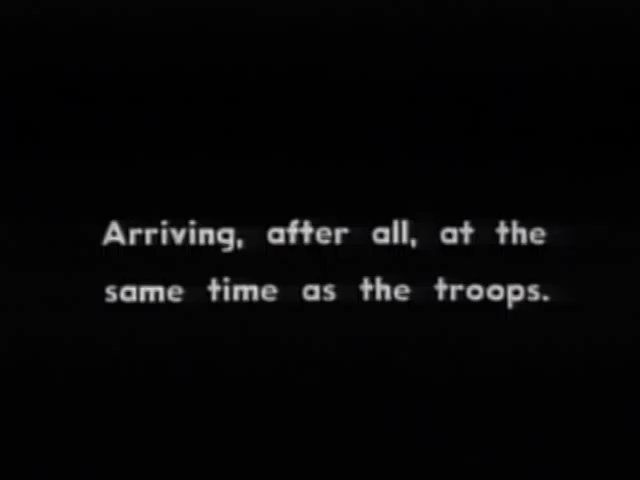 Arriving, after all, at the
same time as the troops.